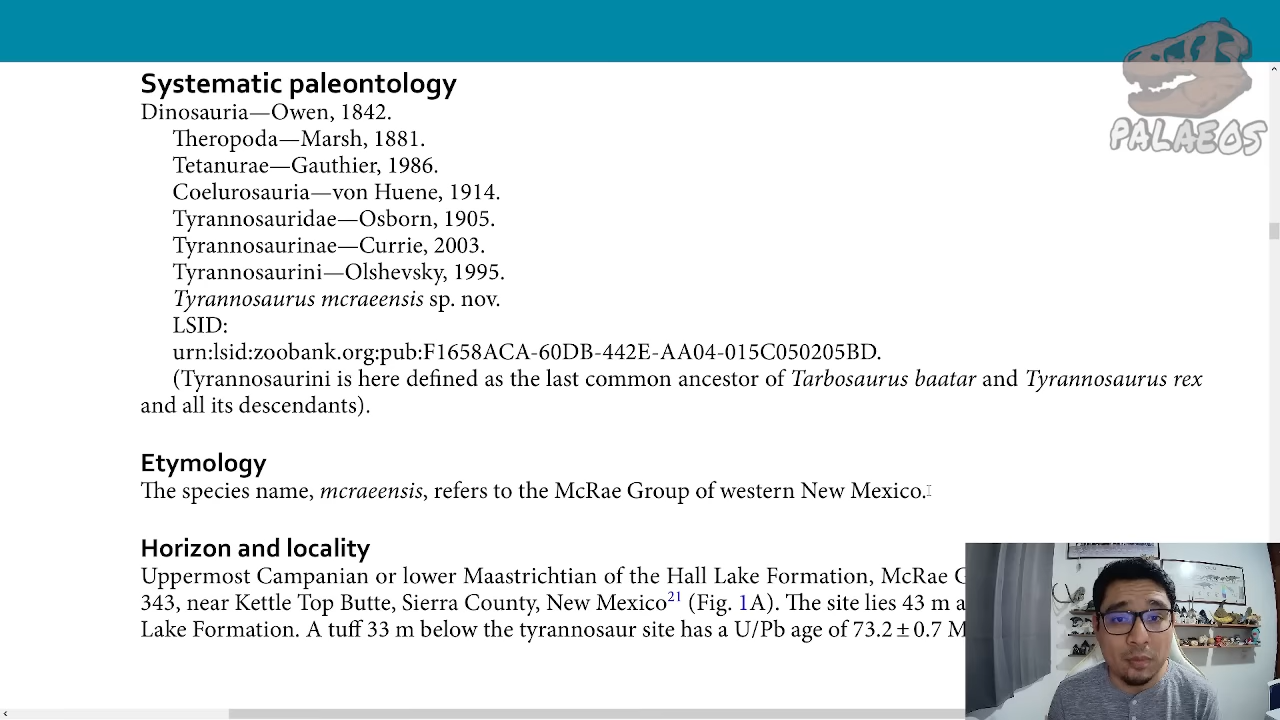 PALAEOS
Systematic paleontology
Dinosauria—Owen, 1842.
Theropoda—Marsh, 1881.
Tetanurae—Gauthier, 1986.
Coelurosauria—von Huene, 1914.
Tyrannosauridae—Osborn, 1905.
Tyrannosaurinae—Currie, 2003.
Tyrannosaurini—Olshevsky, 1995.
Tyrannosaurus mcraeensis sp. nov.
LSID:
urn:lsid:zoobank.org:pub:F1658ACA-60DB-442E-AA04-015C050205BD.
(Tyrannosaurini is here defined as the last common ancestor of Tarbosaurus baatar and Tyrannosaurus rex
and all its descendants).
Etymology
The species name, mcraeensis, refers to the McRae Group of western New Mexico.
Horizon and locality
Uppermost Campanian or lower Maastrichtian of the Hall Lake Formation, McRae
343, near Kettle Top Butte, Sierra County, New Mexico21 (Fig. 1A). The site lies 43 m
Lake Formation. A tuff 33 m below the tyrannosaur site has a U/Pb age of 73.2 ± 0.7